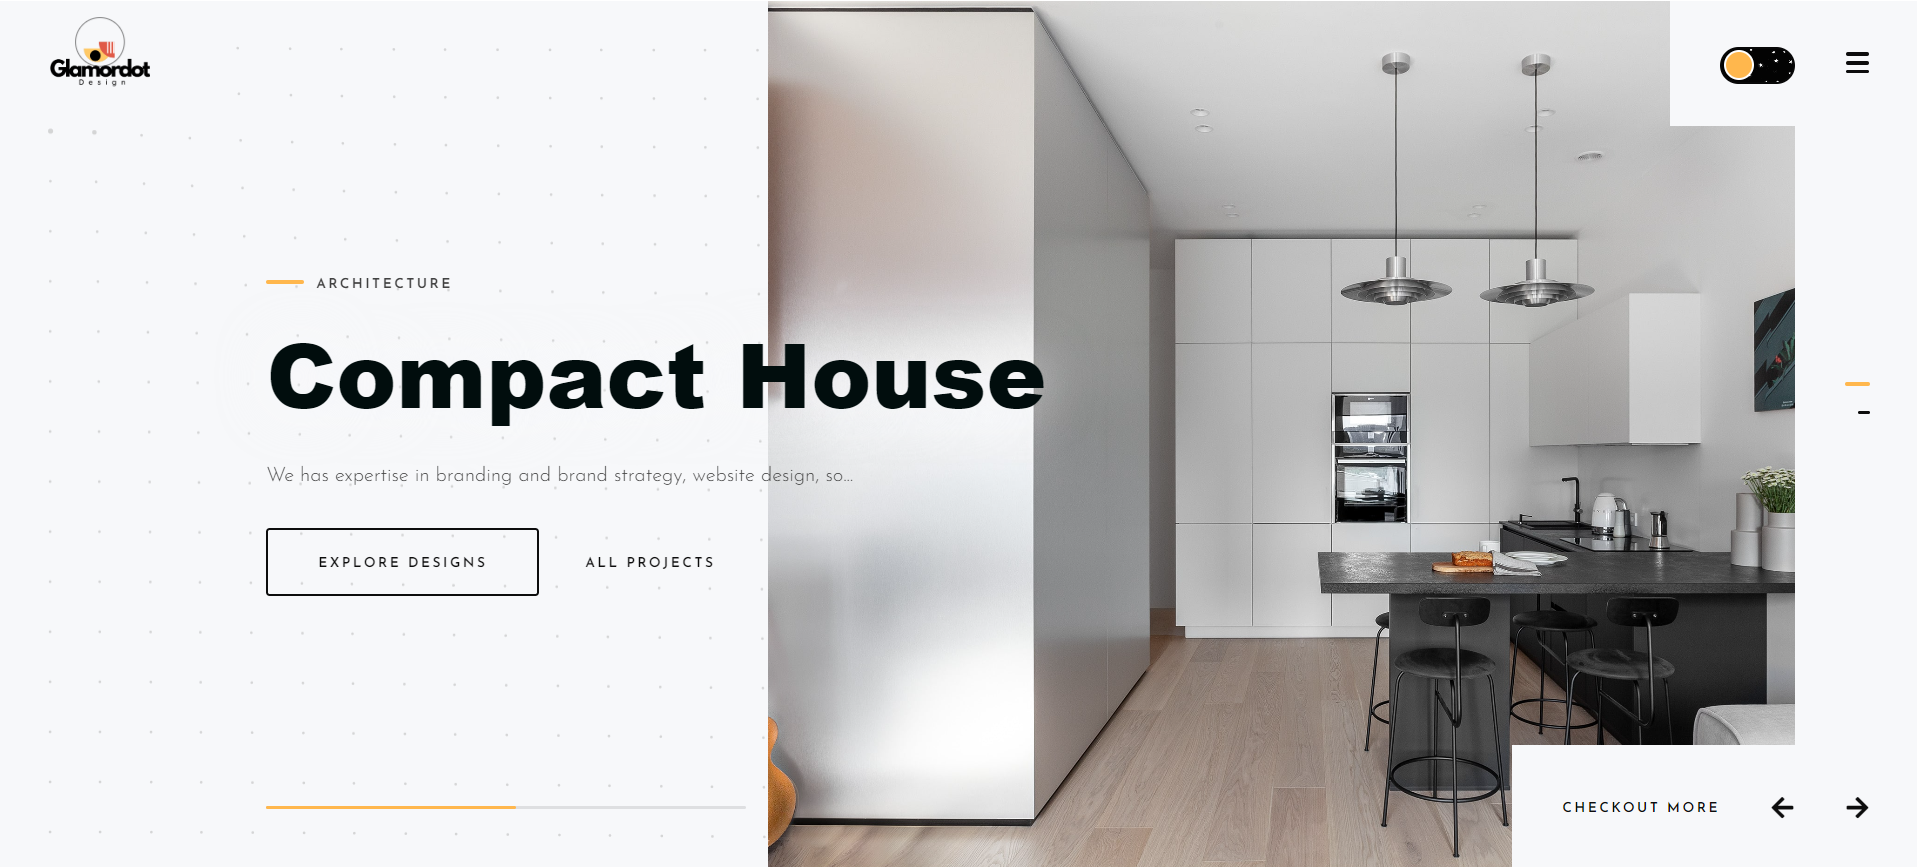 Glamordot
Design
ARCHITECTURE
Compact House
We has expertise in branding and brand strategy, website design, so...
EXPLORE DESIGNS
ALL PROJECTS
CHECKOUT MORE